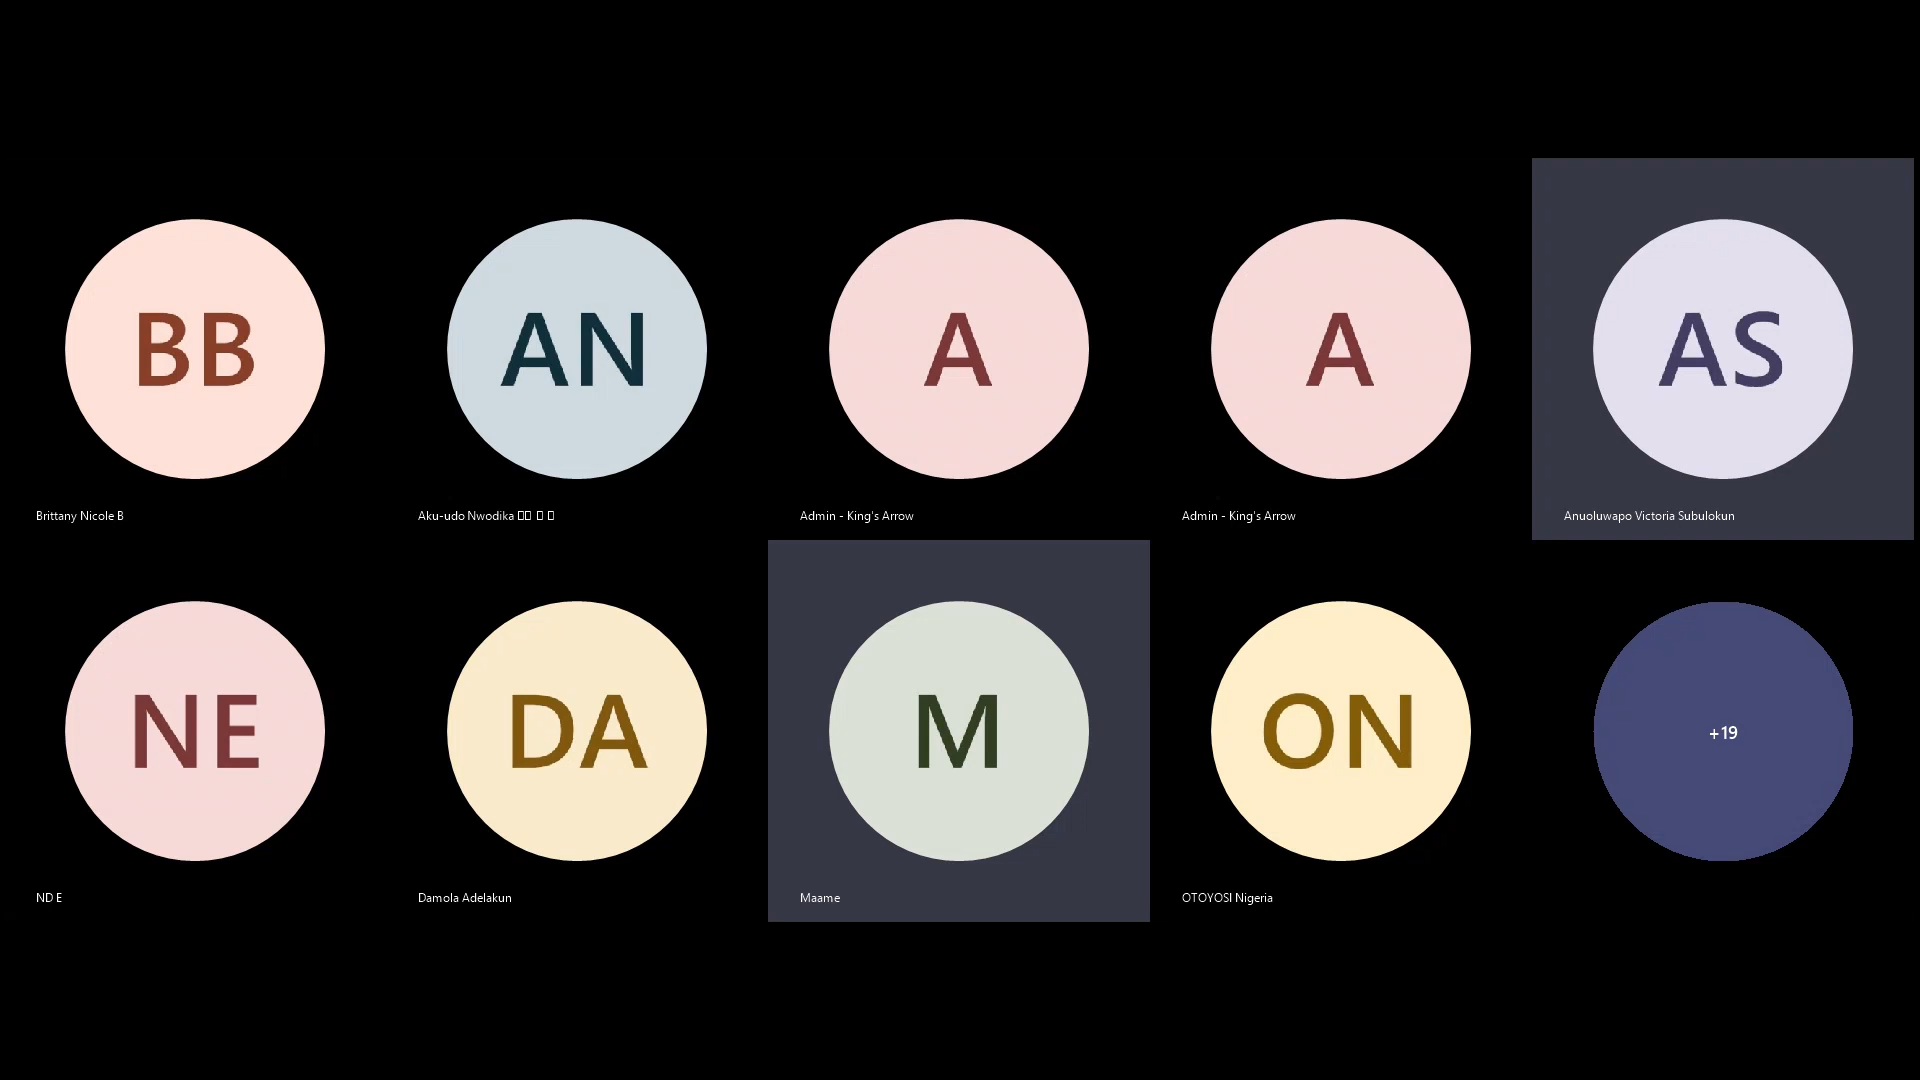 BB
AN
A
A
AS
Brittany Nicole B
Aku-udo Nwodika
Admin - King's Arrow
Admin - King's Arrow
Anuoluwapo Victoria Subulokun
NE
DA
M
ON
+19
ND E
Damola Adelakun
Maame
OTOYOSI Nigeria